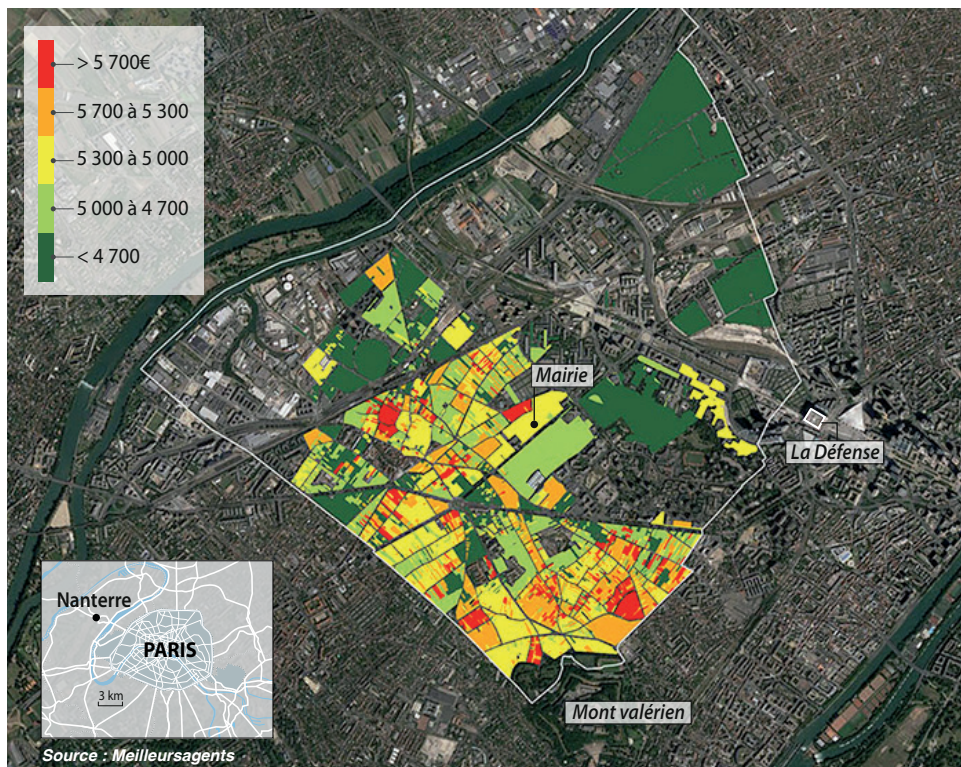 > 5 700€
5 700 à 5 300
5 300 à 5 000
5 000 à 4 700
< 4 700
Mairie
La Défense
Mont valérien
Nanterre
PARIS
3 km
Source : Meilleursagents